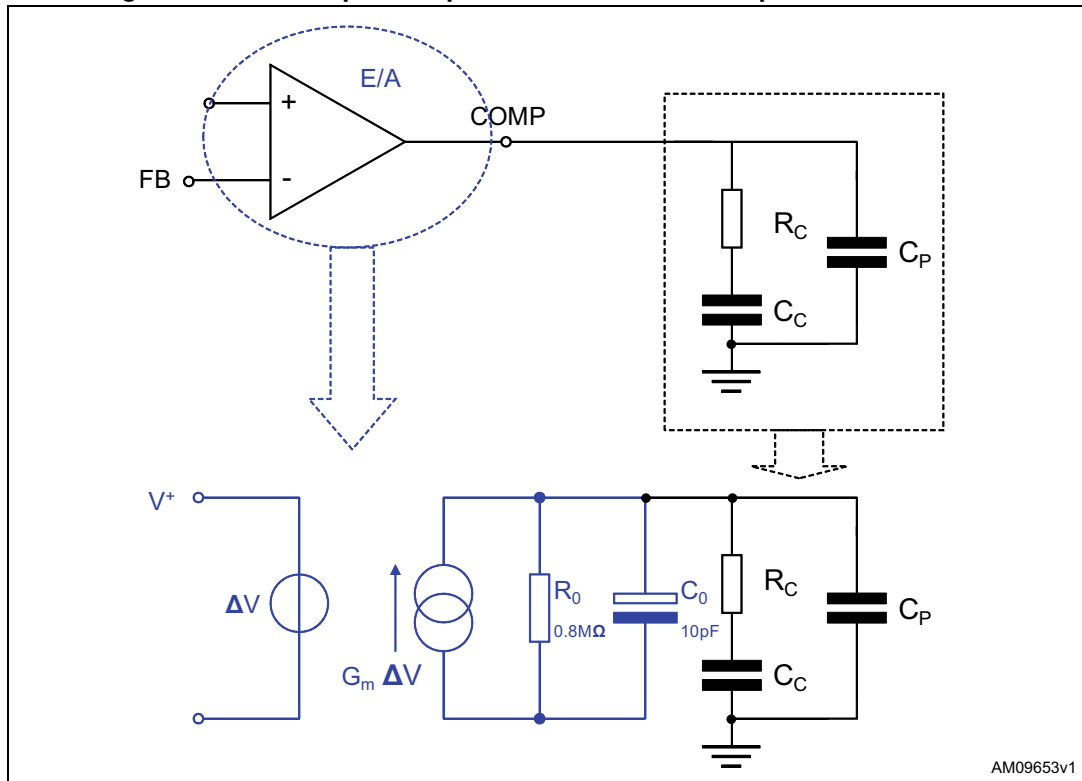 E/A
+
COMP
FB
-
R_C
C_P
C_C
V⁺
ΔV
G_m ΔV
R_0
0.8MΩ
C_0
10pF
R_C
C_C
C_P
AM09653v1